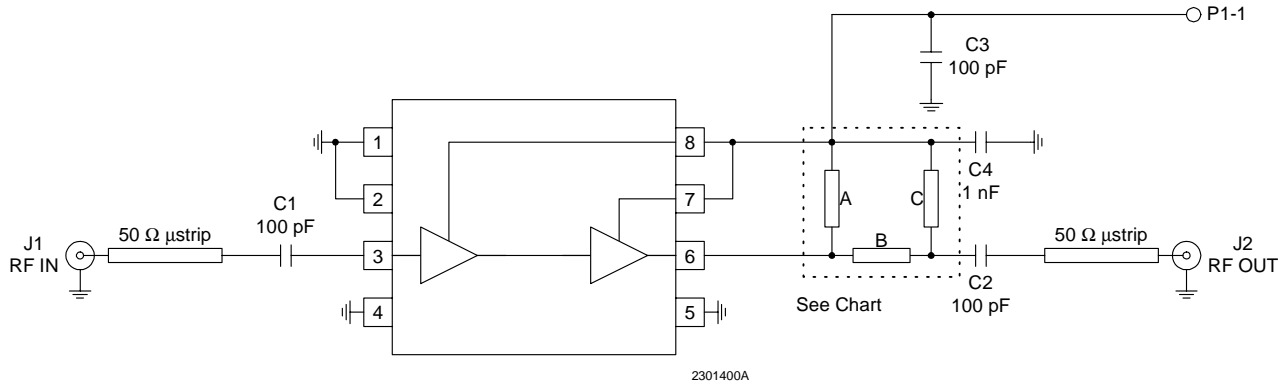 P1-1
C3
100 pF
1
8
C4
1 nF
2
7
A
C
C1
100 pF
J1
RF IN
50 Ω µstrip
3
6
B
C2
100 pF
50 Ω µstrip
J2
RF OUT
4
5
See Chart
2301400A